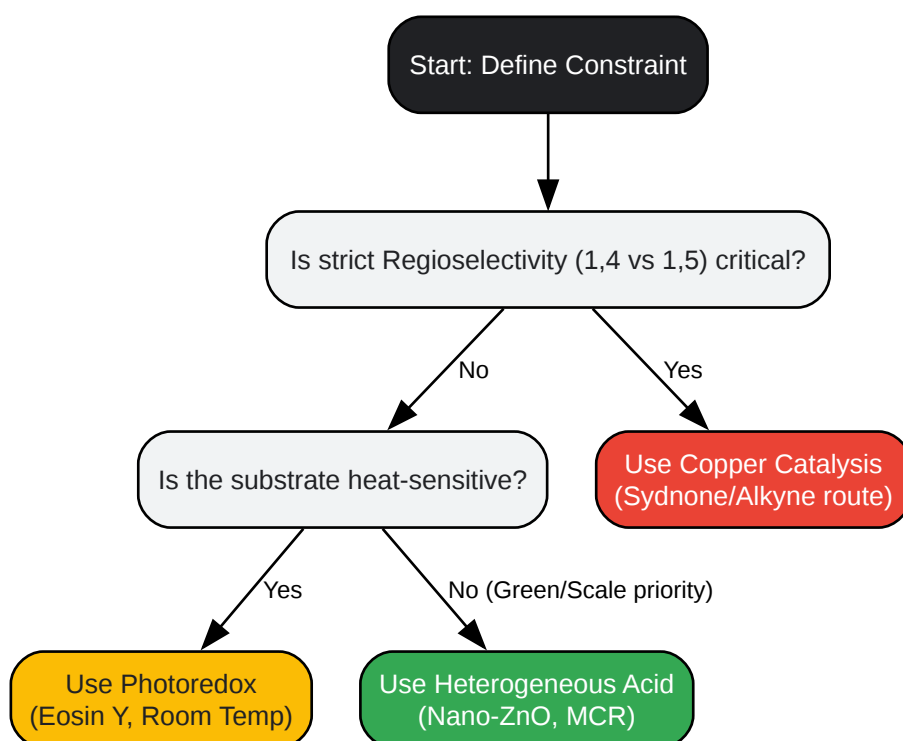 Start: Define Constraint
Is strict Regioselectivity (1,4 vs 1,5) critical?
No
Yes
Is the substrate heat-sensitive?
Use Copper Catalysis
(Sydnone/Alkyne route)
Yes
No (Green/Scale priority)
Use Photoredox
(Eosin Y, Room Temp)
Use Heterogeneous Acid
(Nano-ZnO, MCR)